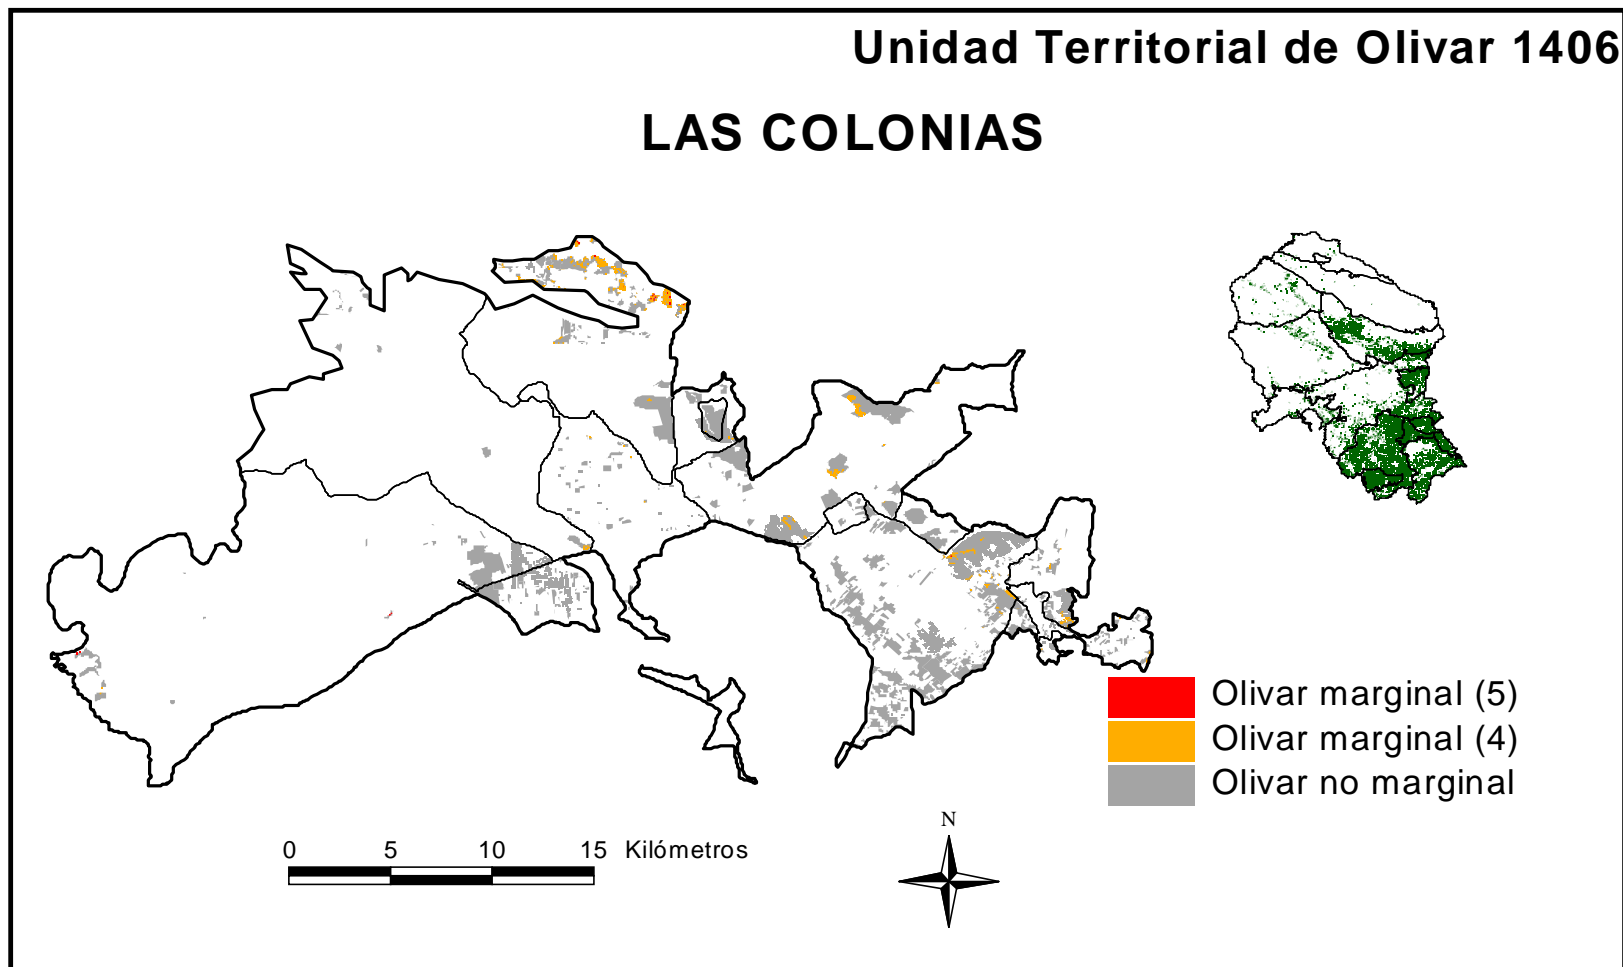 Unidad Territorial de Olivar 1406
LAS COLONIAS
Olivar marginal (5)
Olivar marginal (4)
Olivar no marginal
N
0 5 10 15 Kilómetros